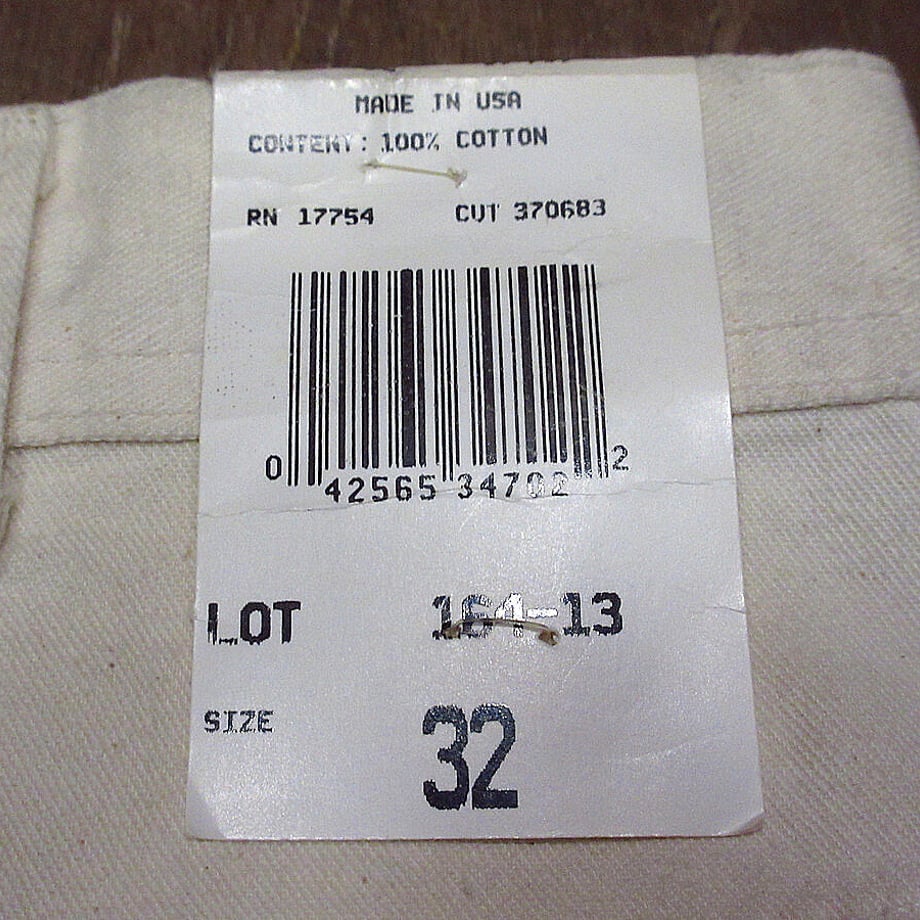 MADE IN USA
CONTENT: 100% COTTON
RN 17754 CUT 370683
0 42565 34702 2
LOT 164-13
SIZE 32